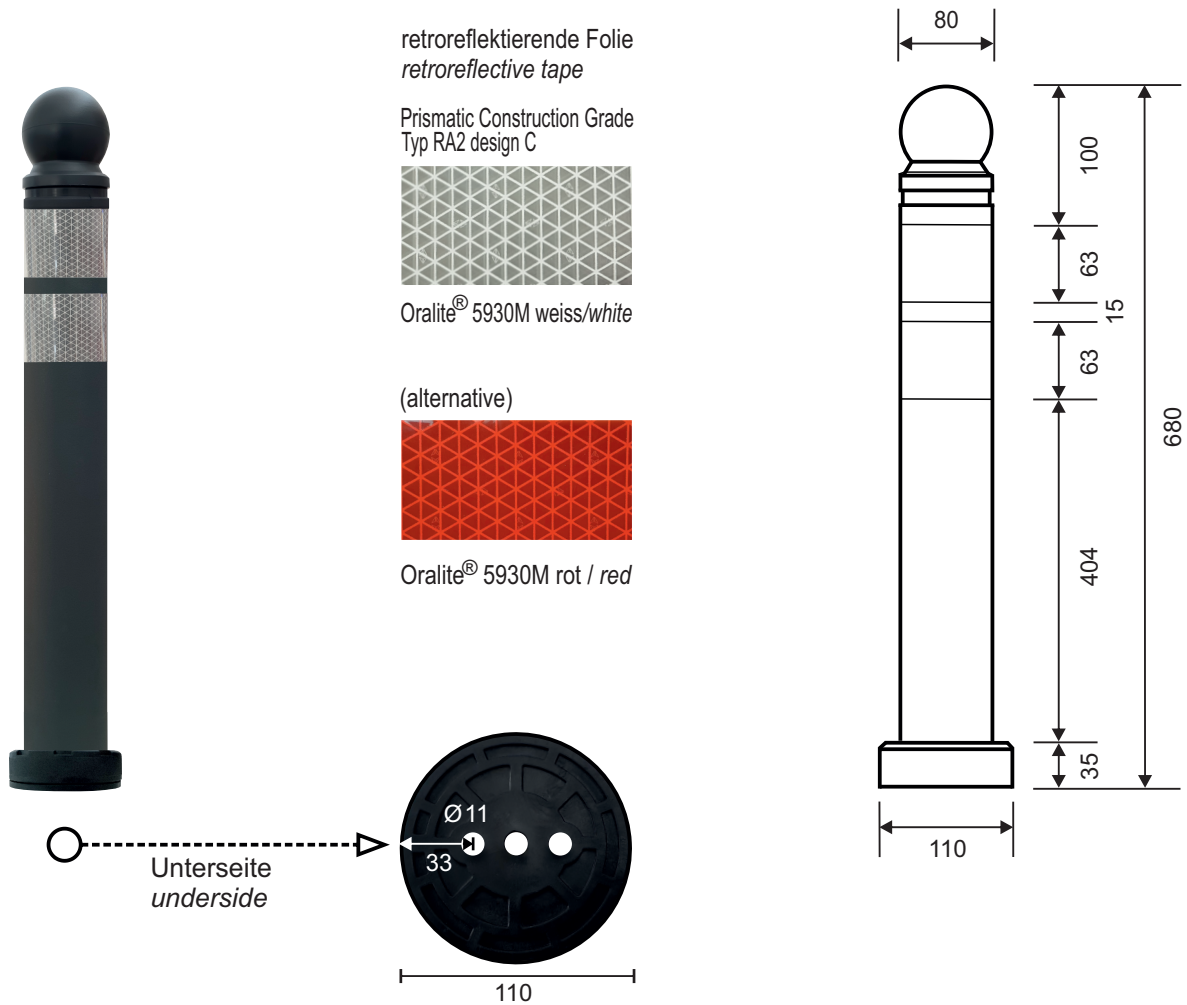 retroreflektierende Folie
retroreflective tape
Prismatic Construction Grade
Typ RA2 design C
Oralite® 5930M weiss/white
(alternative)
Oralite® 5930M rot / red
80
100
63
15
63
680
404
35
110
Ø11
33
Unterseite
underside
110